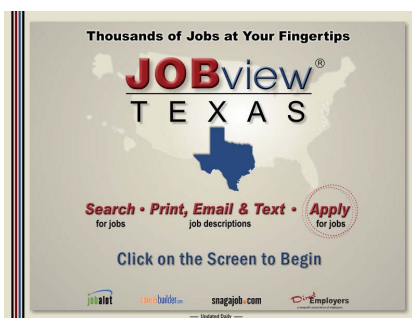 Thousands of Jobs at Your Fingertips
JOBview®
TEXAS
Search • Print, Email & Text • Apply
for jobs job descriptions for jobs
Click on the Screen to Begin
jobalot careerbuilder.com snagajob.com DirectEmployers
— Updated Daily —